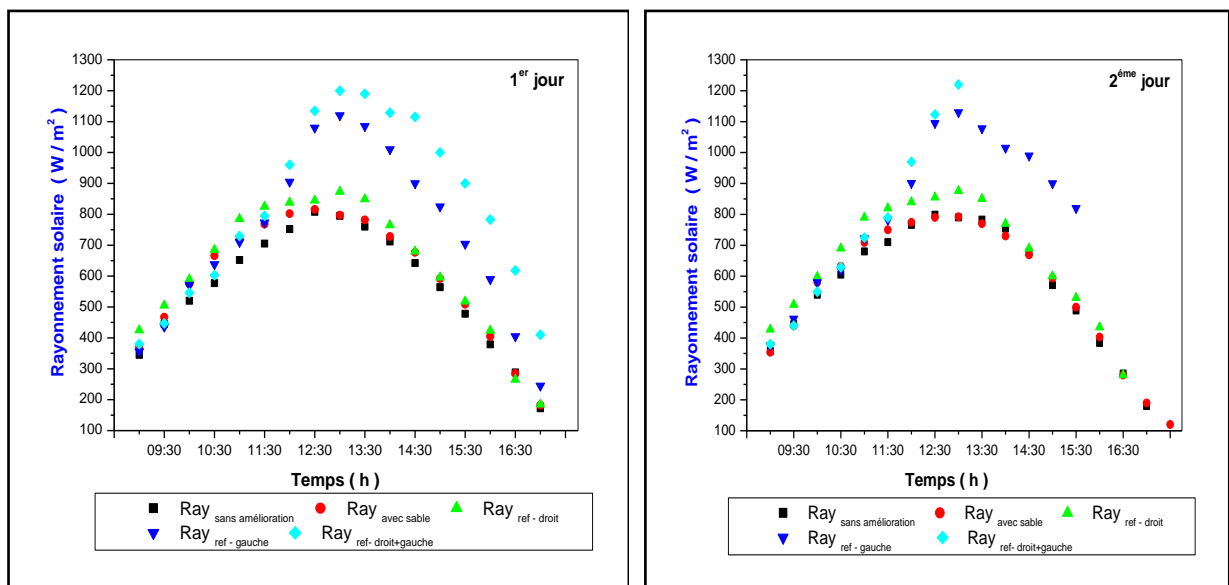 1er jour
Rayonnement solaire ( W / m²)
1300
1200
1100
1000
900
800
700
600
500
400
300
200
100
09:30 10:30 11:30 12:30 13:30 14:30 15:30 16:30
Temps ( h )
Ray sans amélioration Ray avec sable Ray ref - droit
Ray ref - gauche Ray ref- droit+gauche
2éme jour
Rayonnement solaire ( W / m²)
1300
1200
1100
1000
900
800
700
600
500
400
300
200
100
09:30 10:30 11:30 12:30 13:30 14:30 15:30 16:30
Temps ( h )
Ray sans amélioration Ray avec sable Ray ref - droit
Ray ref - gauche Ray ref- droit+gauche